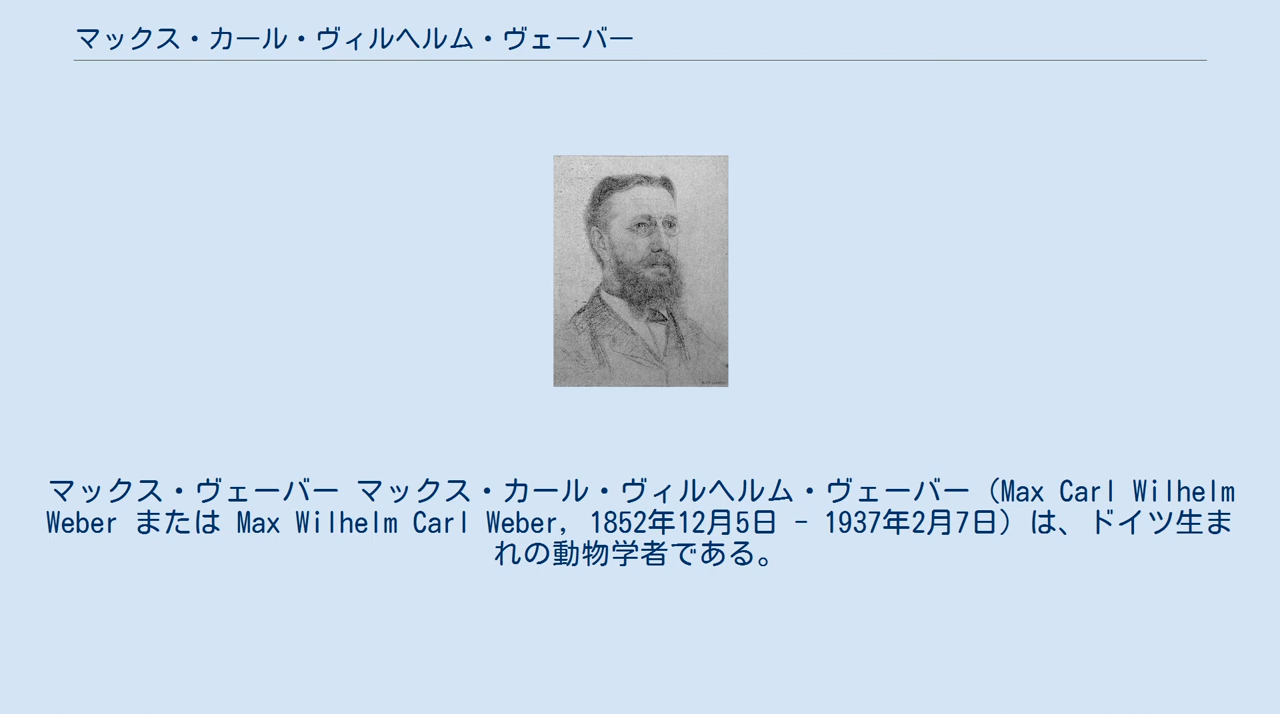 マックス・カール・ヴィルヘルム・ヴェーバー
マックス・ヴェーバー マックス・カール・ヴィルヘルム・ヴェーバー（Max Carl Wilhelm
Weber または Max Wilhelm Carl Weber, 1852年12月5日 - 1937年2月7日）は、ドイツ生ま
れの動物学者である。